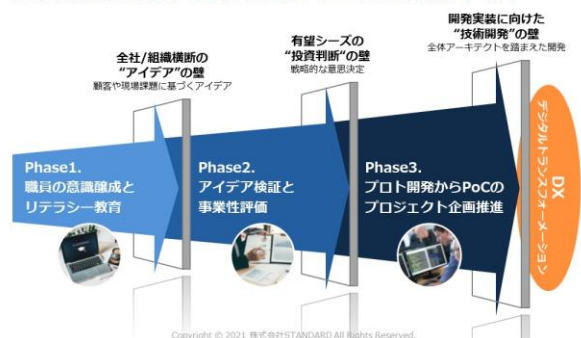 全社/組織横断の
“アイデア”の壁
顧客や現場課題に基づくアイデア
有望シーズの
“投資判断“の壁
戦略的な意思決定
開発実装に向けた
“技術開発”の壁
全体アーキテクトを踏まえた開発
Phase1.
職員の意識醸成と
リテラシー教育
Phase2.
アイデア検証と
事業性評価
Phase3.
プロト開発からPoCの
プロジェクト企画推進
DX
デジタルトランスフォーメーション
Copyright © 2021 株式会社STANDARD All Rights Reserved.